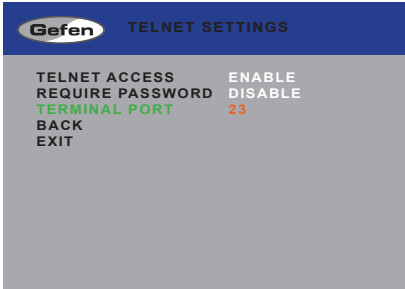 Gefen TELNET SETTINGS
TELNET ACCESS ENABLE
REQUIRE PASSWORD DISABLE
TERMINAL PORT 23
BACK
EXIT